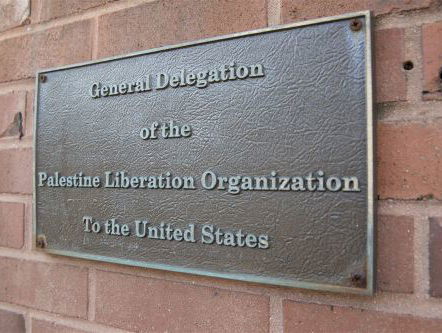 General Delegation
of the
Palestine Liberation Organization
To the United States